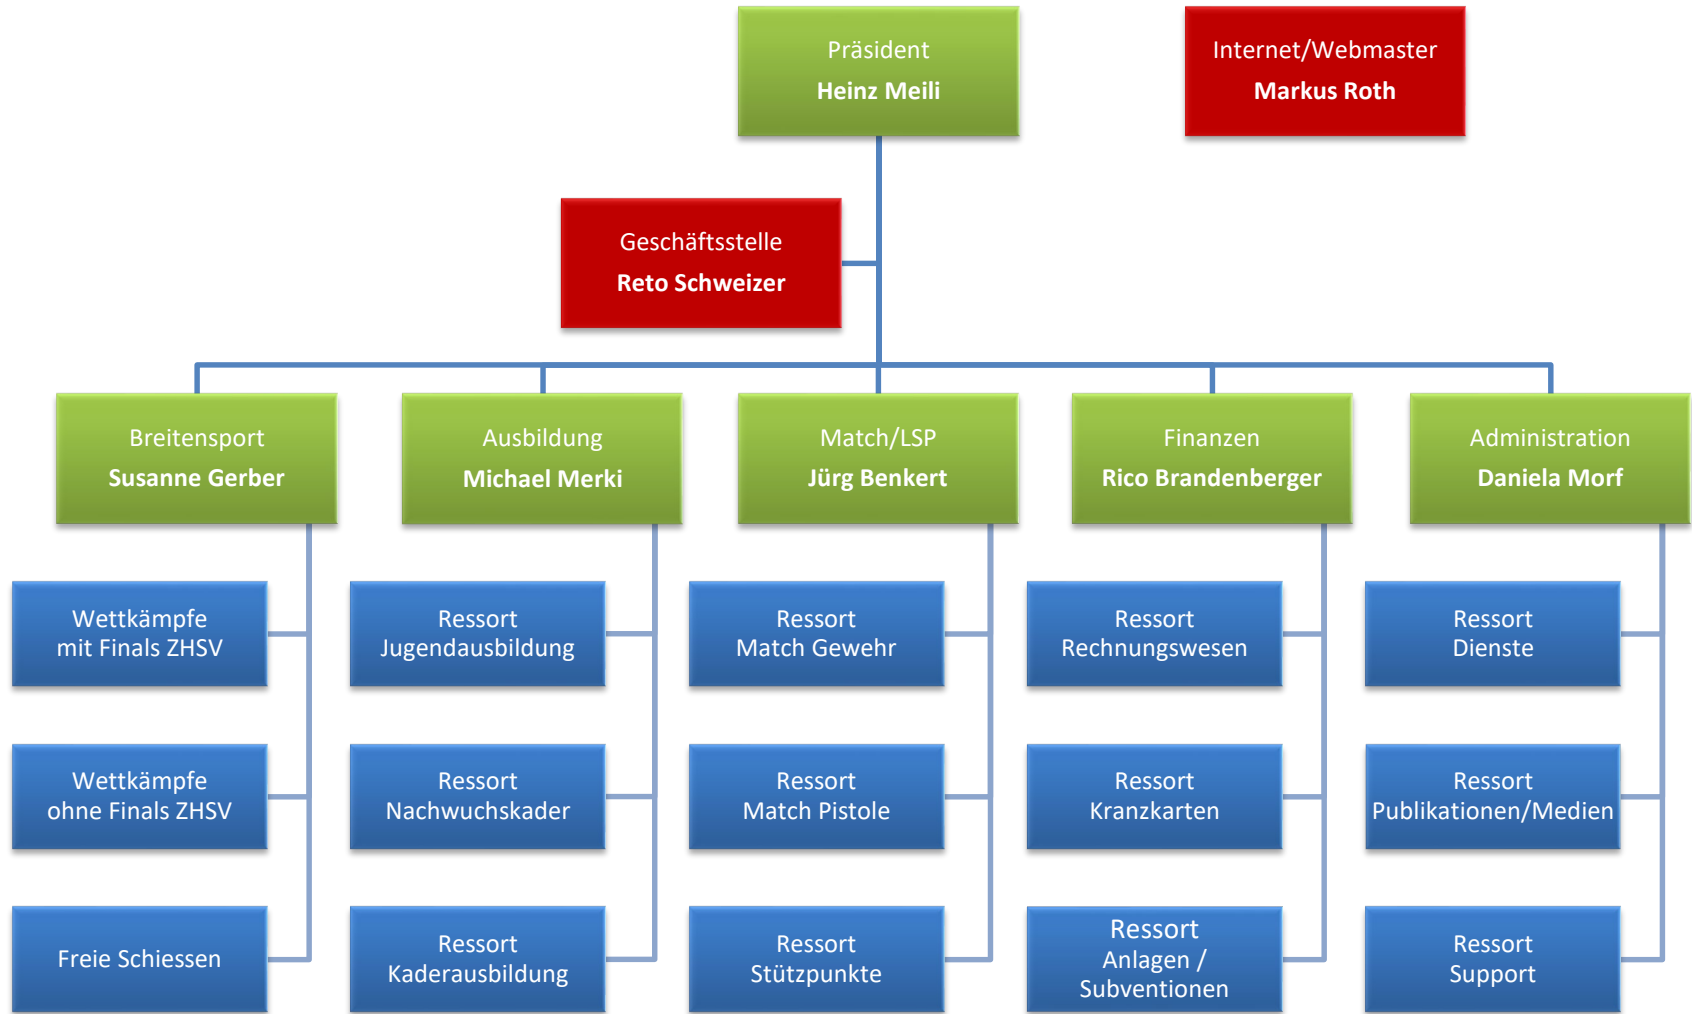 Präsident
Heinz Meili
Internet/Webmaster
Markus Roth
Geschäftsstelle
Reto Schweizer
Breitensport
Susanne Gerber
Ausbildung
Michael Merki
Match/LSP
Jürg Benkert
Finanzen
Rico Brandenberger
Administration
Daniela Morf
Wettkämpfe
mit Finals ZHSV
Ressort
Jugendausbildung
Ressort
Match Gewehr
Ressort
Rechnungswesen
Ressort
Dienste
Wettkämpfe
ohne Finals ZHSV
Ressort
Nachwuchskader
Ressort
Match Pistole
Ressort
Kranzkarten
Ressort
Publikationen/Medien
Freie Schiessen
Ressort
Kaderausbildung
Ressort
Stützpunkte
Ressort
Anlagen /
Subventionen
Ressort
Support